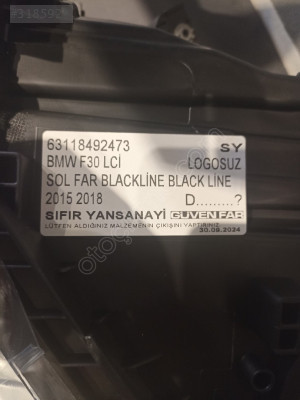 63118492473 SY
BMW F30 LCİ LOGOSUZ
SOL FAR BLACKLİNE BLACK LINE
2015 2018 D.........?
SIFIR YANSANAYİ GÜVEN FAR
LÜTFEN ALDIĞINIZ MALZEMENİN ÇIKIŞINI YAPTIRINIZ
30.08.2024